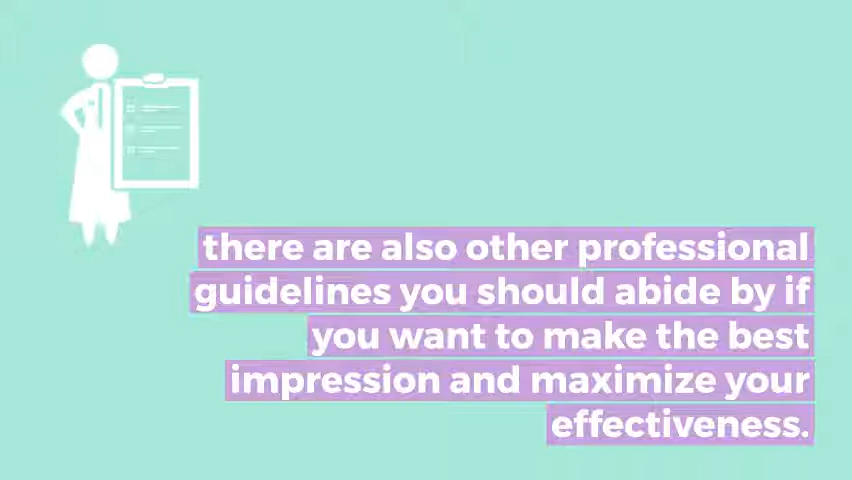 there are also other professional
guidelines you should abide by if
you want to make the best
impression and maximize your
effectiveness.